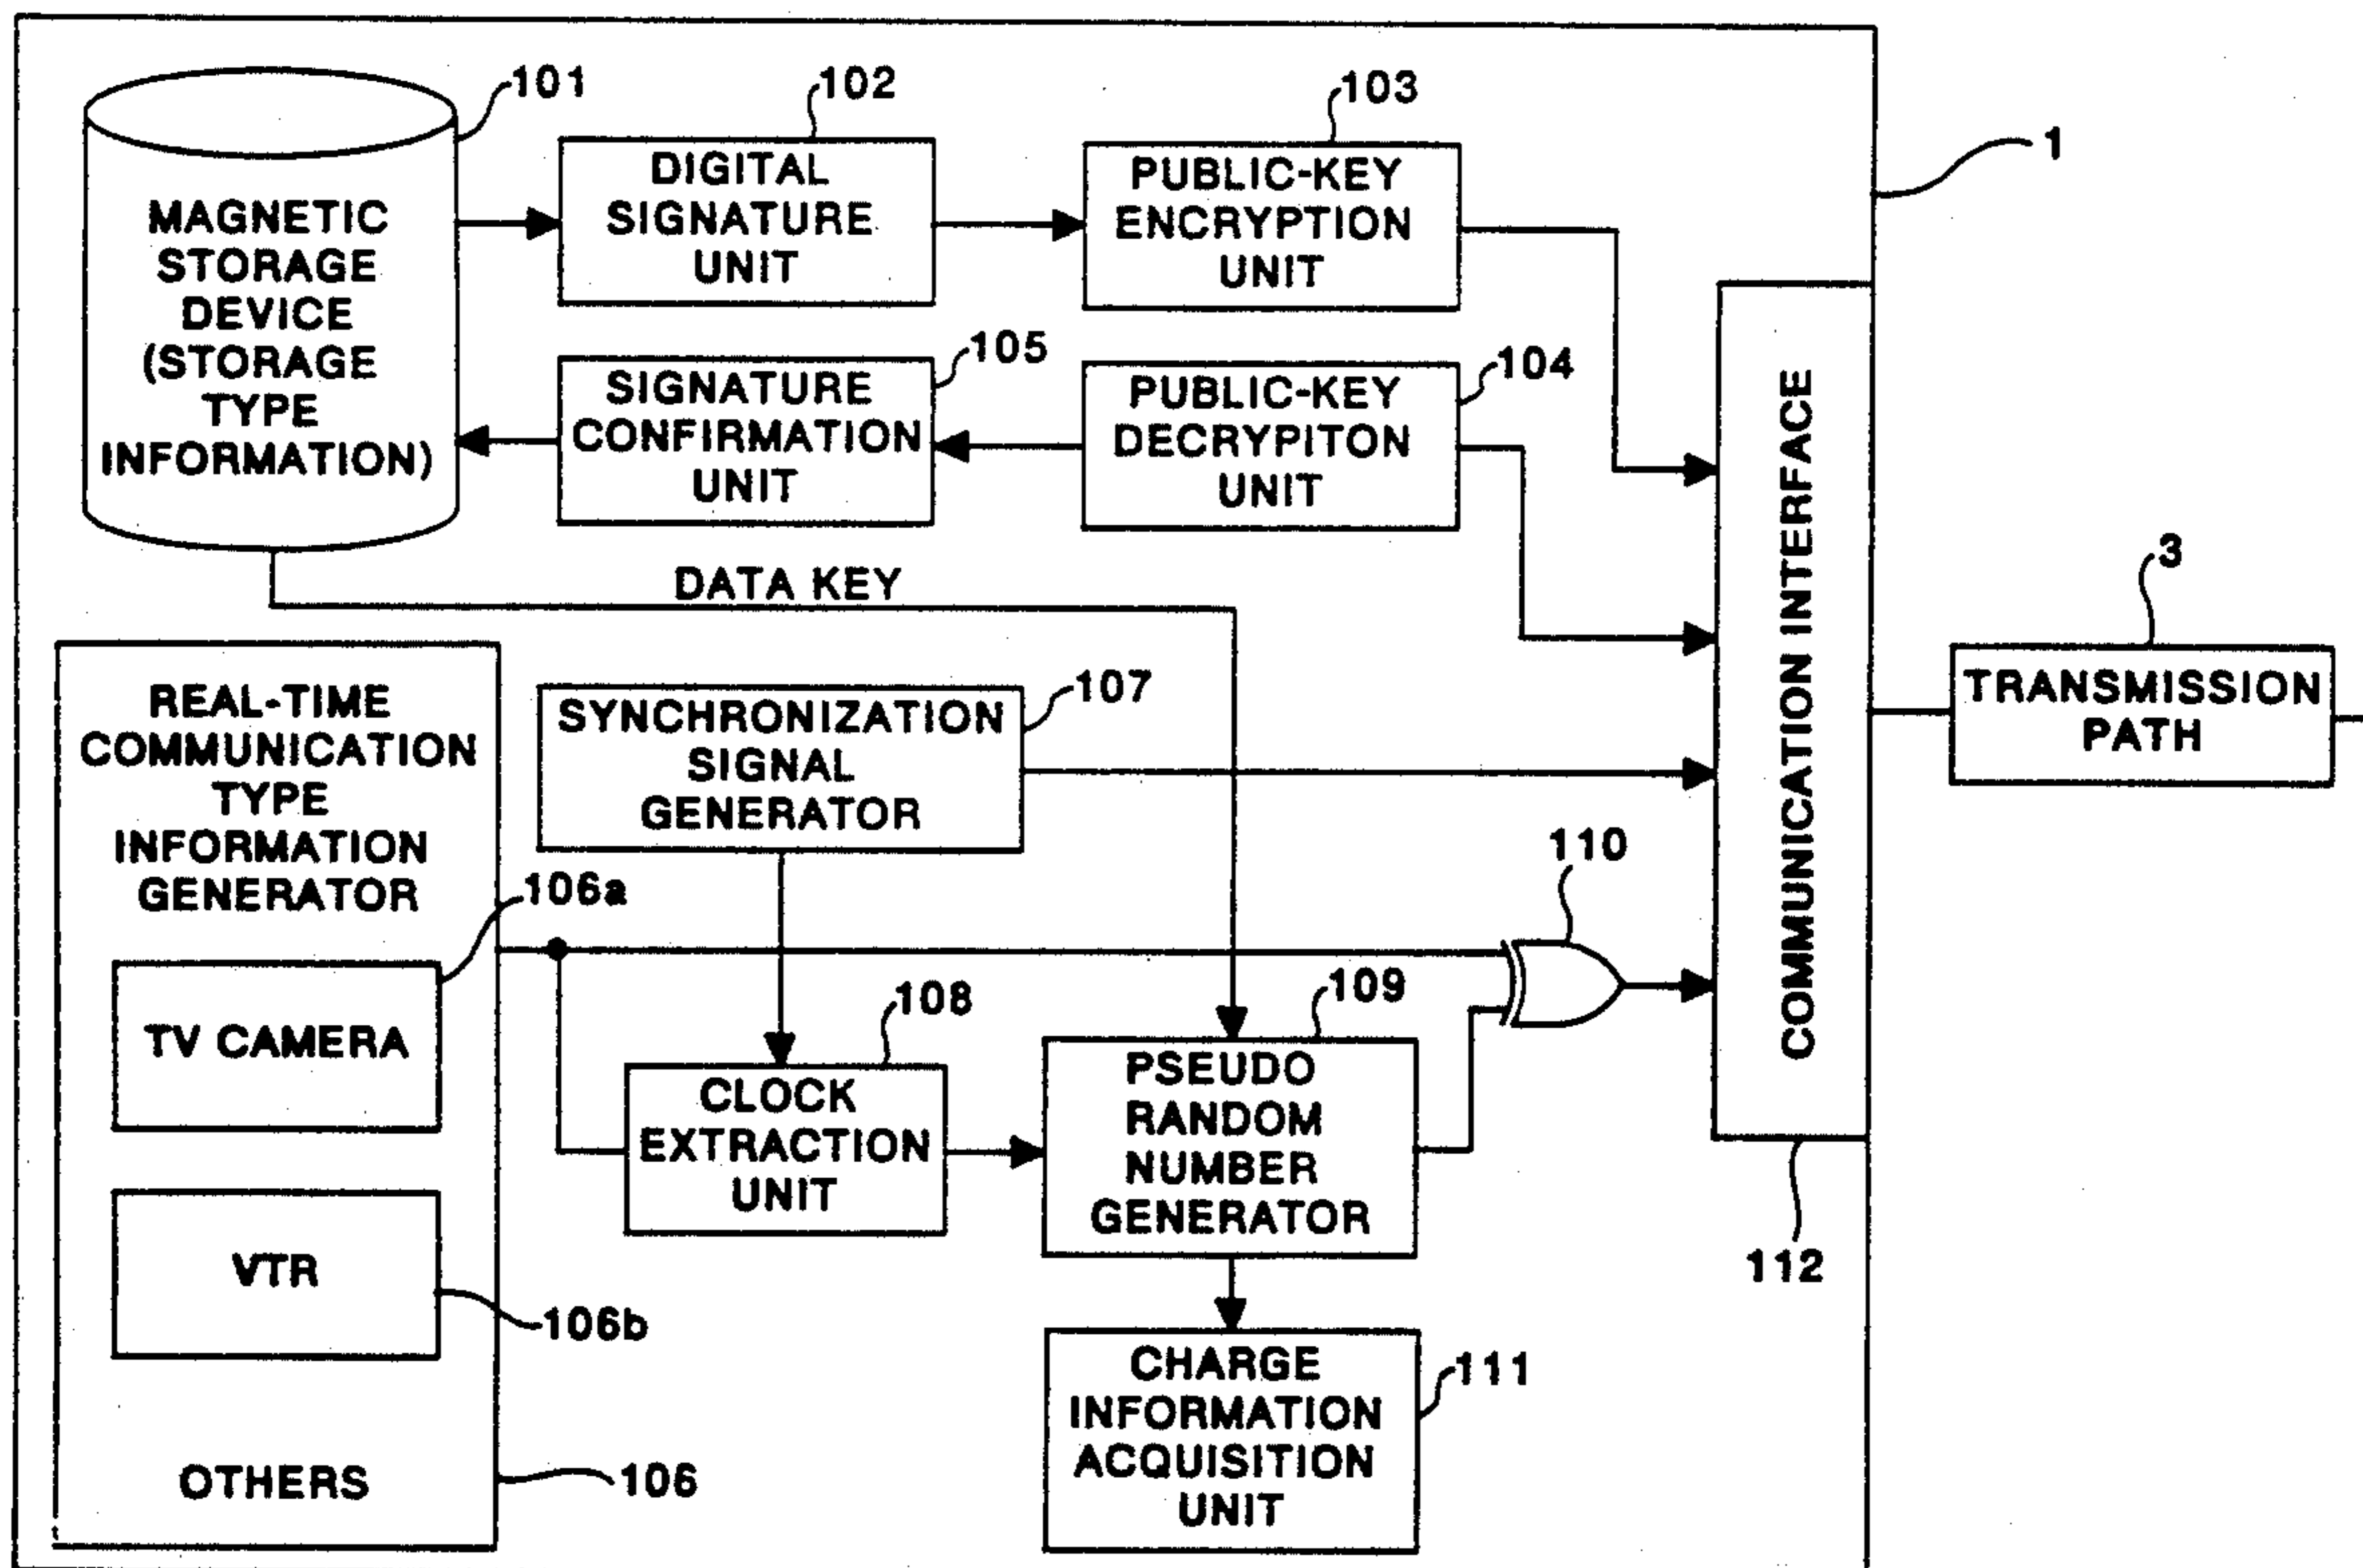 101
102
103
1
MAGNETIC
STORAGE
DEVICE
(STORAGE
TYPE
INFORMATION)
DIGITAL
SIGNATURE
UNIT
PUBLIC-KEY
ENCRYPTION
UNIT
105
SIGNATURE
CONFIRMATION
UNIT
104
PUBLIC-KEY
DECRYPITON
UNIT
COMMUNICATION INTERFACE
112
3
TRANSMISSION
PATH
DATA KEY
REAL-TIME
COMMUNICATION
TYPE
INFORMATION
GENERATOR
106a
TV CAMERA
VTR
106b
OTHERS
106
107
SYNCHRONIZATION
SIGNAL
GENERATOR
110
108
CLOCK
EXTRACTION
UNIT
109
PSEUDO
RANDOM
NUMBER
GENERATOR
111
CHARGE
INFORMATION
ACQUISITION
UNIT